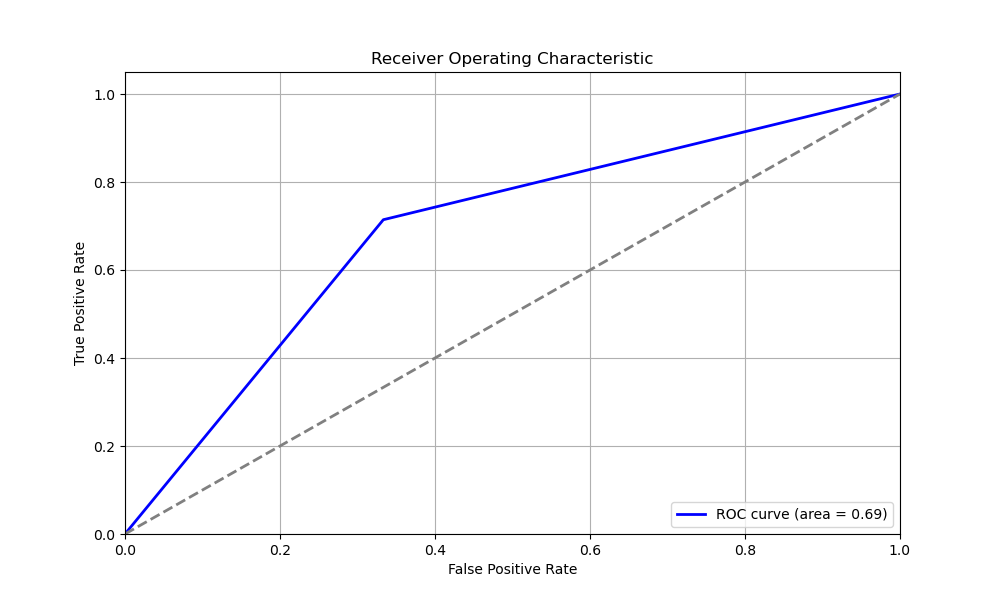 Receiver Operating Characteristic
True Positive Rate
1.0
0.8
0.6
0.4
0.2
0.0
ROC curve (area = 0.69)
0.0 0.2 0.4 0.6 0.8 1.0
False Positive Rate